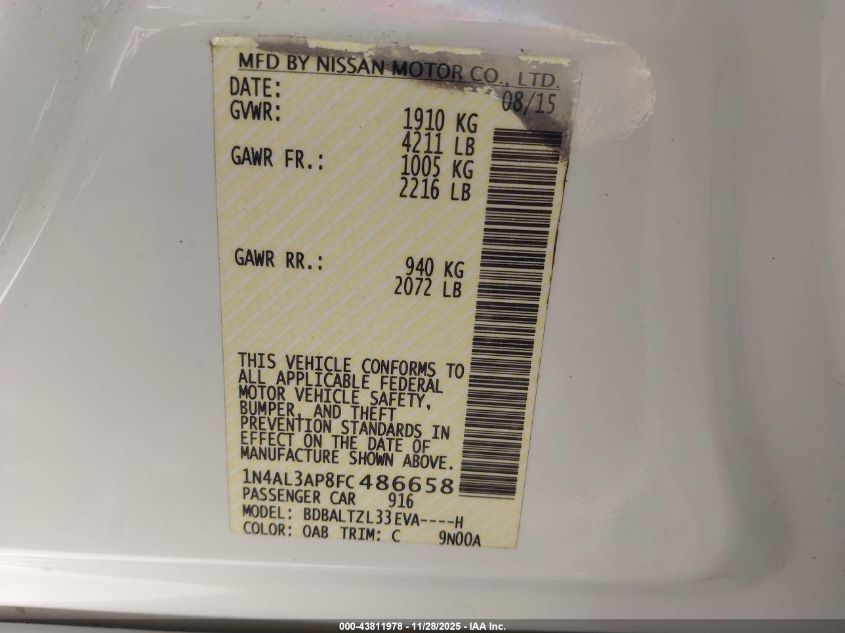 MFD BY NISSAN MOTOR CO., LTD.
DATE: 08/15
GVWR: 1910 KG
4211 LB
GAWR FR.: 1005 KG
2216 LB
GAWR RR.: 940 KG
2072 LB
THIS VEHICLE CONFORMS TO
ALL APPLICABLE FEDERAL
MOTOR VEHICLE SAFETY,
BUMPER, AND THEFT
PREVENTION STANDARDS IN
EFFECT ON THE DATE OF
MANUFACTURE SHOWN ABOVE.
1N4AL3AP8FC486658
PASSENGER CAR 916
MODEL: BDBALTZL33EVA----H
COLOR: OAB TRIM: C 9N00A
000-43811978 - 11/28/2025 - IAA Inc.